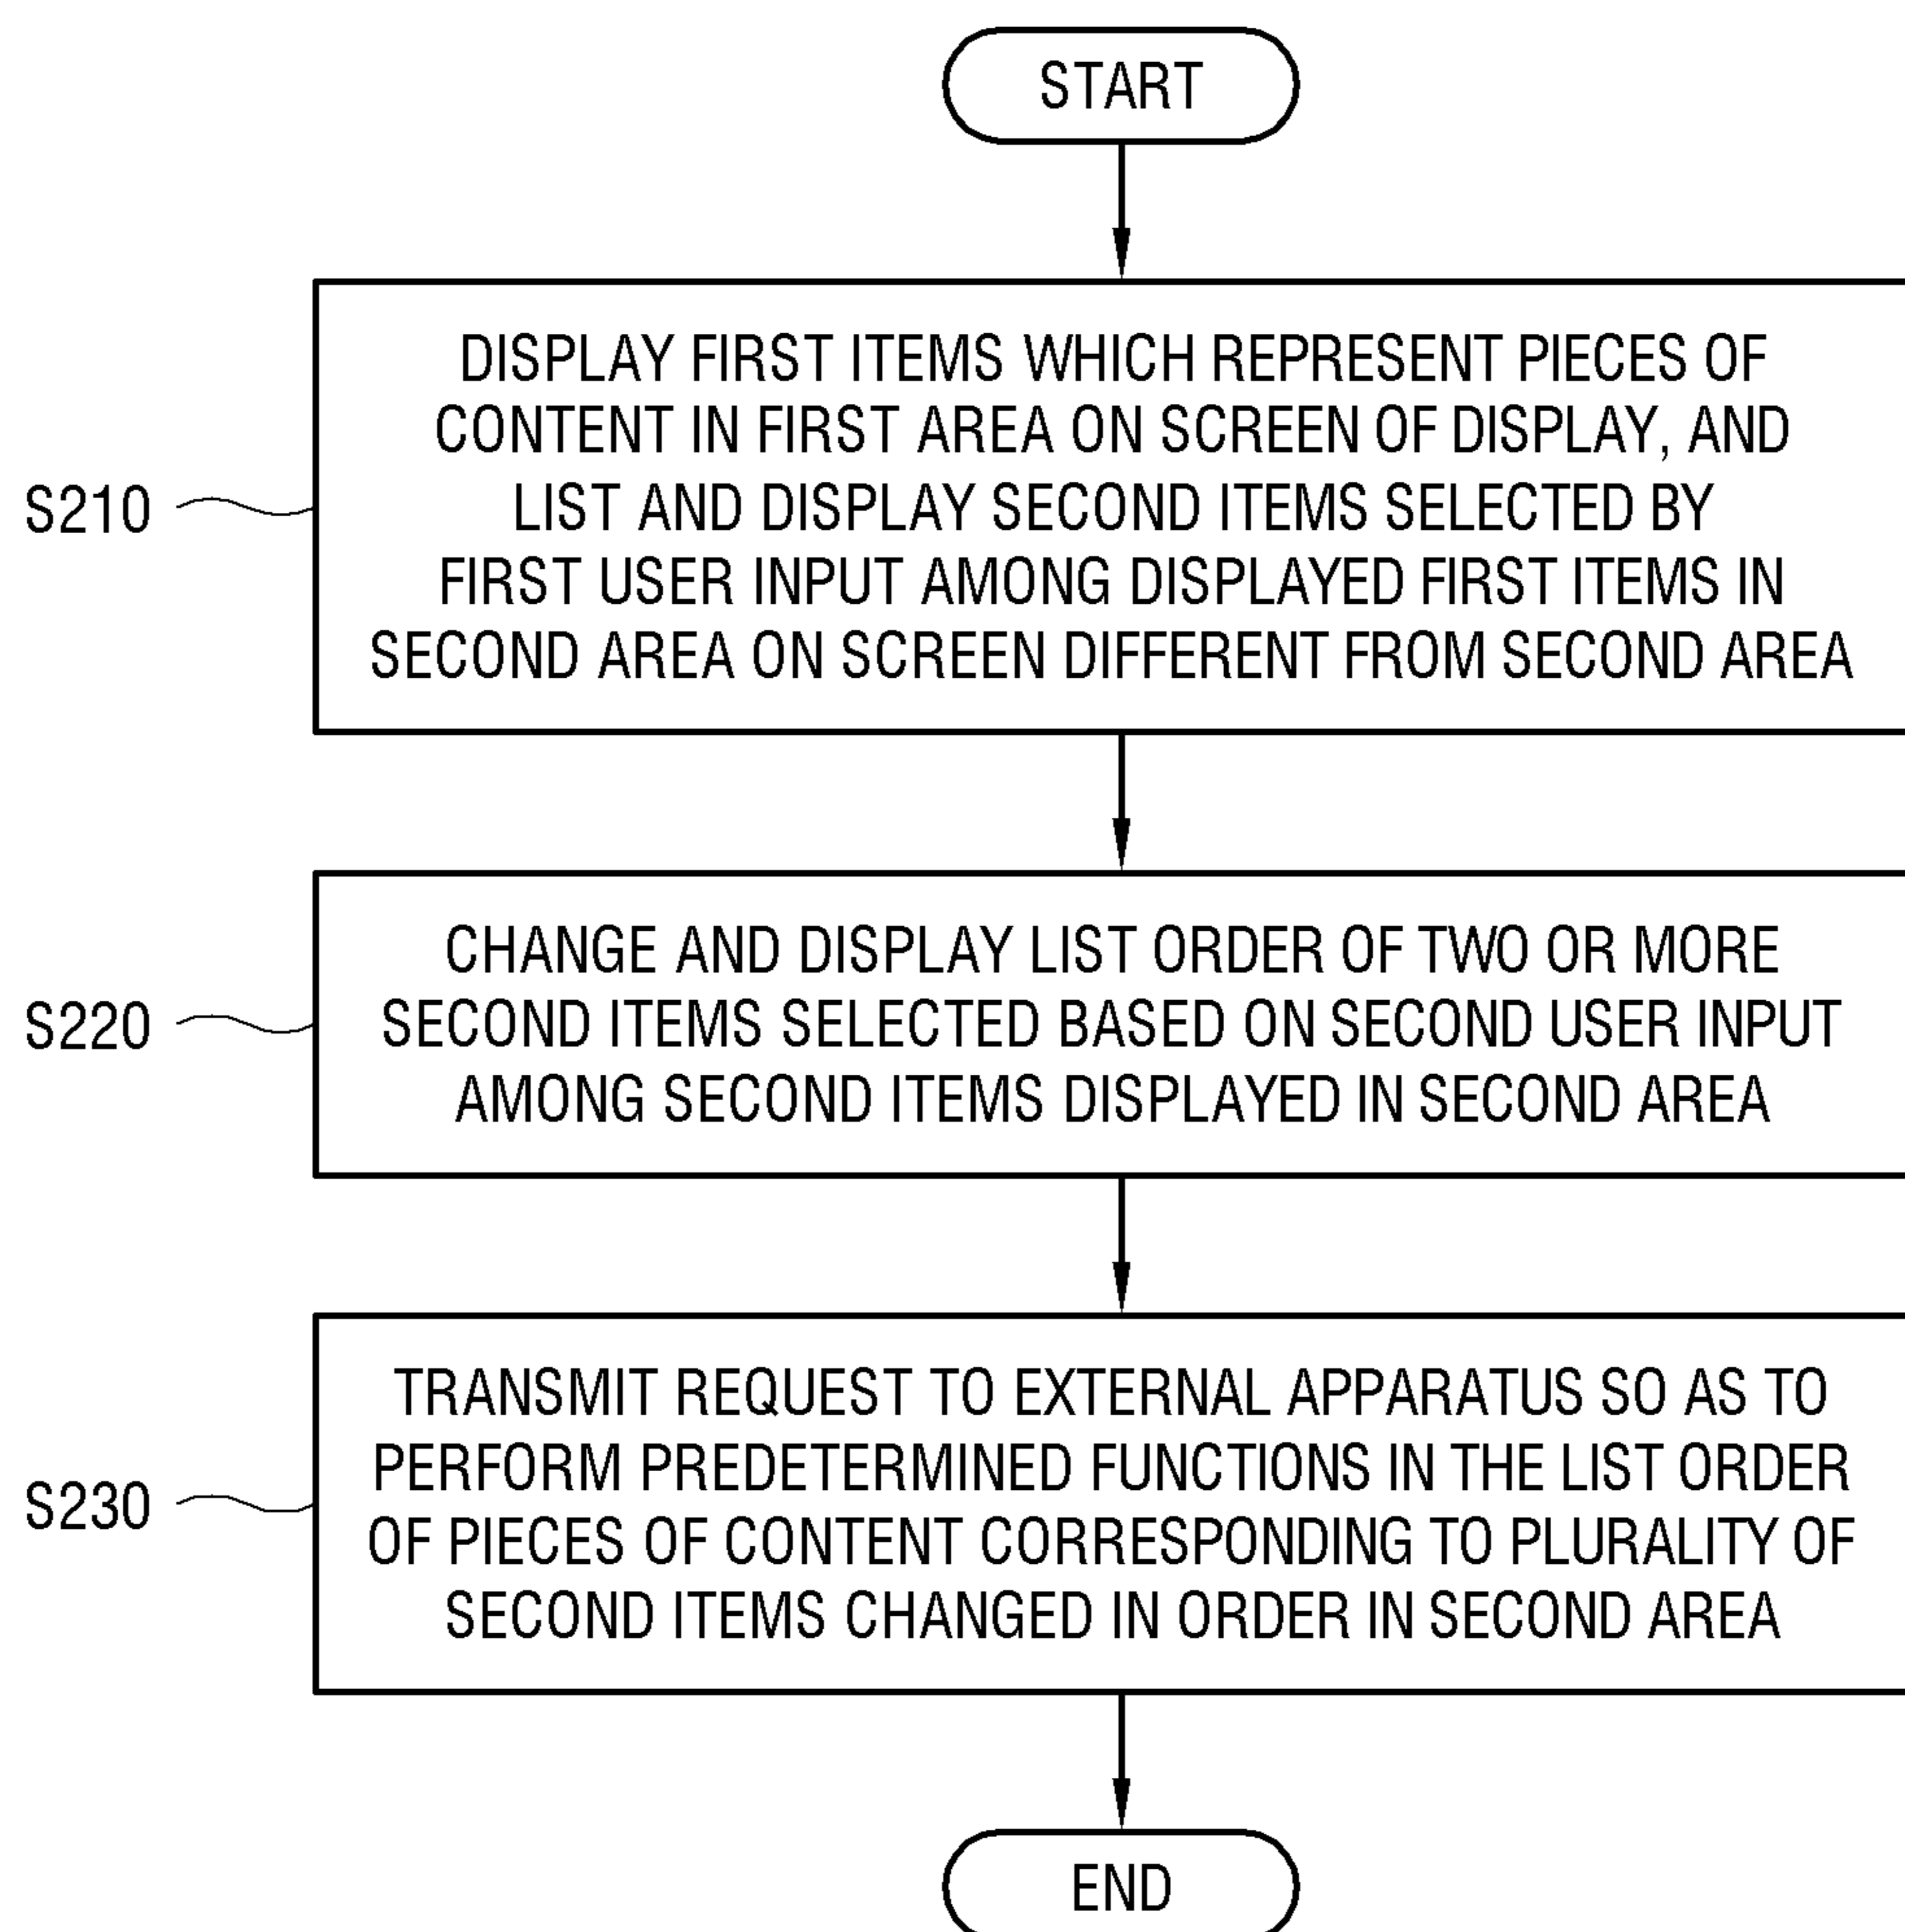 START
DISPLAY FIRST ITEMS WHICH REPRESENT PIECES OF
CONTENT IN FIRST AREA ON SCREEN OF DISPLAY, AND
S210
LIST AND DISPLAY SECOND ITEMS SELECTED BY
FIRST USER INPUT AMONG DISPLAYED FIRST ITEMS IN
SECOND AREA ON SCREEN DIFFERENT FROM SECOND AREA
CHANGE AND DISPLAY LIST ORDER OF TWO OR MORE
S220
SECOND ITEMS SELECTED BASED ON SECOND USER INPUT
AMONG SECOND ITEMS DISPLAYED IN SECOND AREA
TRANSMIT REQUEST TO EXTERNAL APPARATUS SO AS TO
PERFORM PREDETERMINED FUNCTIONS IN THE LIST ORDER
S230
OF PIECES OF CONTENT CORRESPONDING TO PLURALITY OF
SECOND ITEMS CHANGED IN ORDER IN SECOND AREA
END